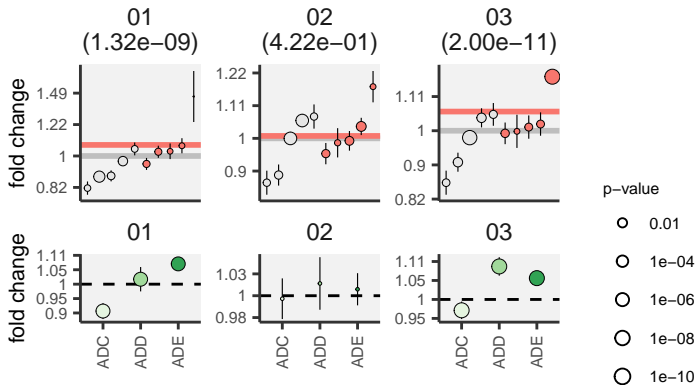 01 02 03
(1.32e−09) (4.22e−01) (2.00e−11)
fold change
1.49
1.22
1
0.82
1.22
1.11
1
0.9
1.11
1
0.9
0.82
01 02 03
fold change
1.11
1.05
1
0.95
0.9
1.03
1
0.98
1.11
1.05
1
0.95
ADC ADD ADE ADC ADD ADE ADC ADD ADE
p−value
0.01
1e−04
1e−06
1e−08
1e−10